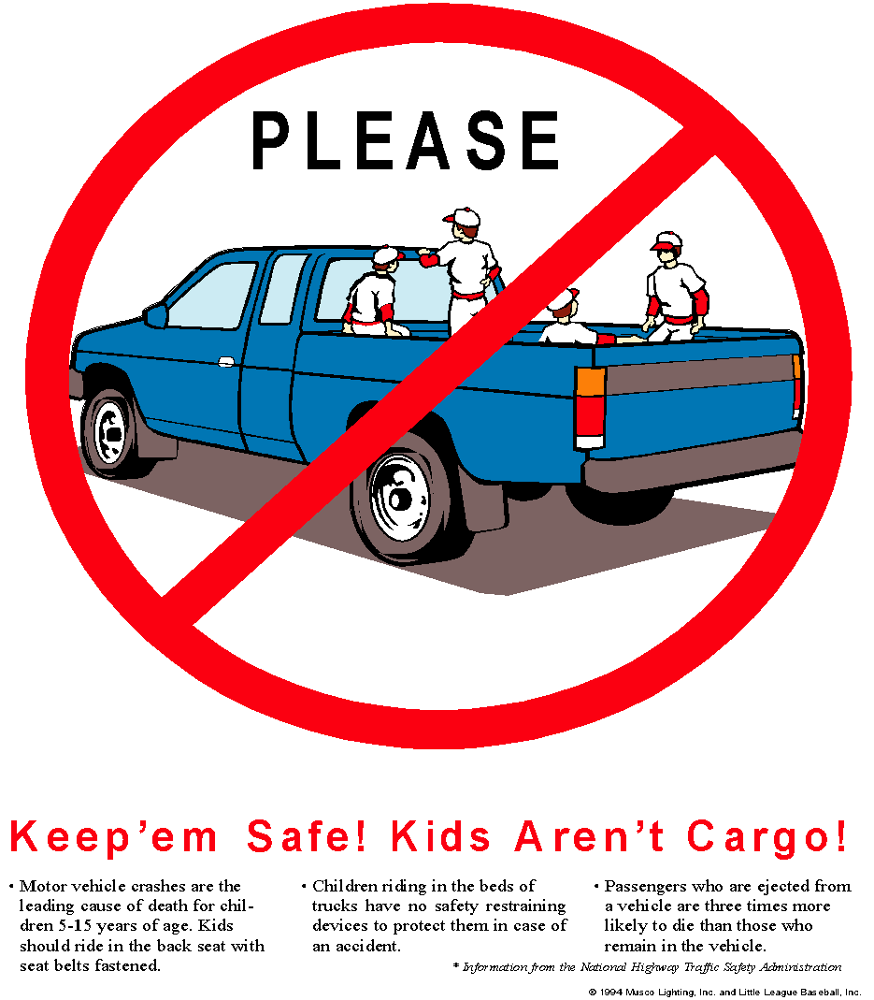 PLEASE
Keep'em Safe! Kids Aren't Cargo!
• Motor vehicle crashes are the
leading cause of death for chil-
dren 5-15 years of age. Kids
should ride in the back seat with
seat belts fastened.
• Children riding in the beds of
trucks have no safety restraining
devices to protect them in case of
an accident.
• Passengers who are ejected from
a vehicle are three times more
likely to die than those who
remain in the vehicle.
* Information from the National Highway Traffic Safety Administration
© 1994 Musco Lighting, Inc. and Little League Baseball, Inc.